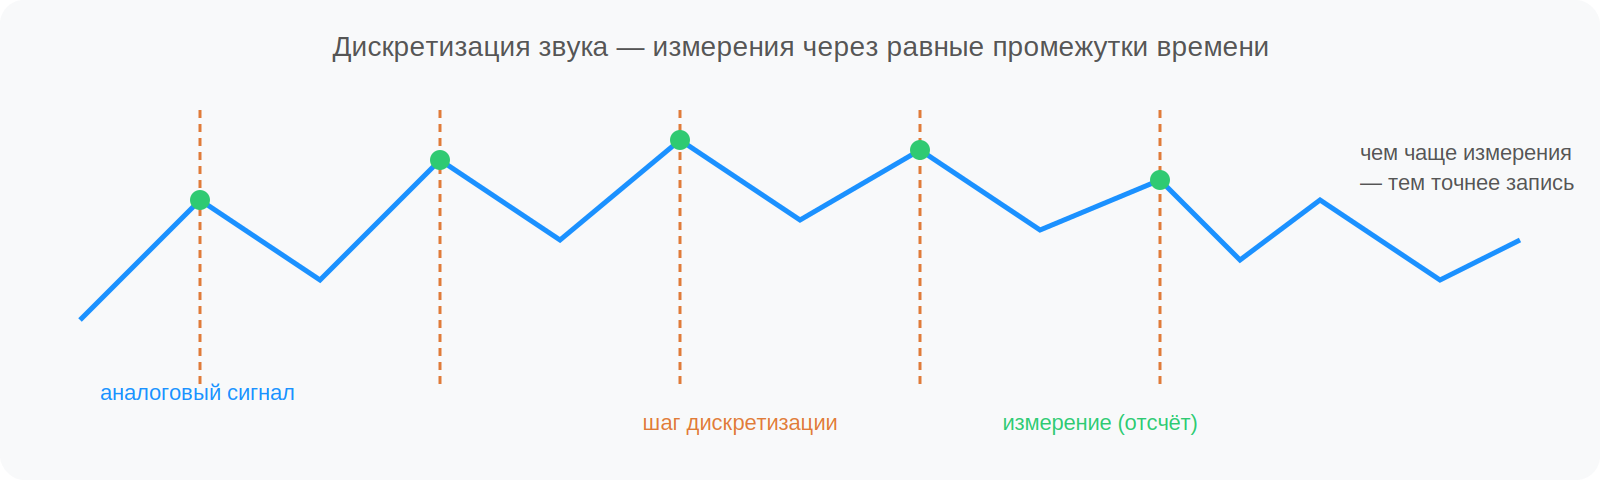 Дискретизация звука — измерения через равные промежутки времени
чем чаще измерения
— тем точнее запись
аналоговый сигнал
шаг дискретизации
измерение (отсчёт)